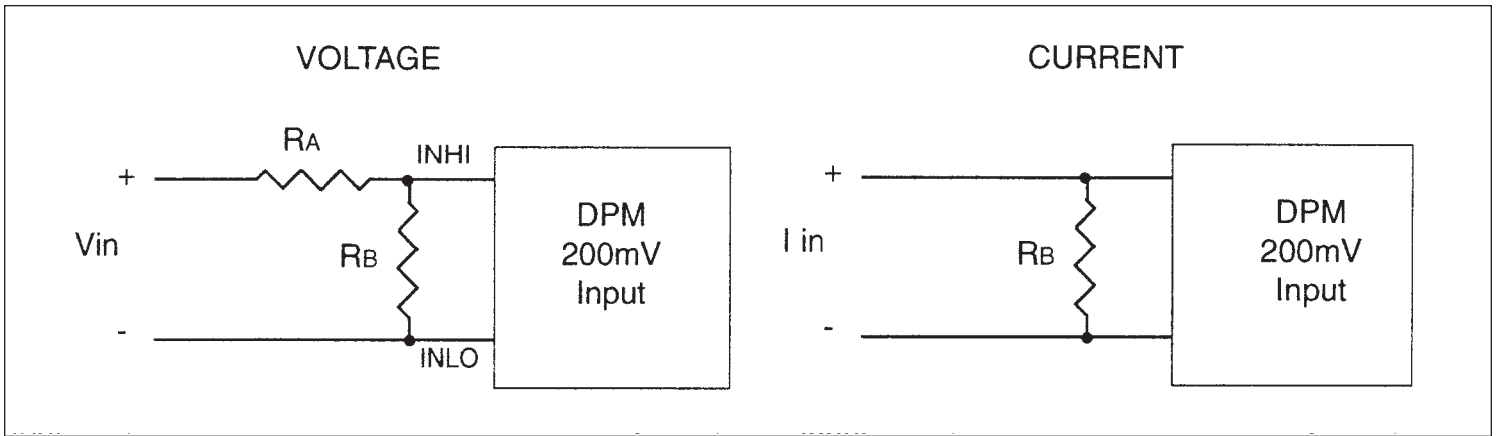 VOLTAGE
RA
INHI
+
Vin
RB
-
INLO
DPM
200mV
Input
CURRENT
+
I in
RB
-
DPM
200mV
Input